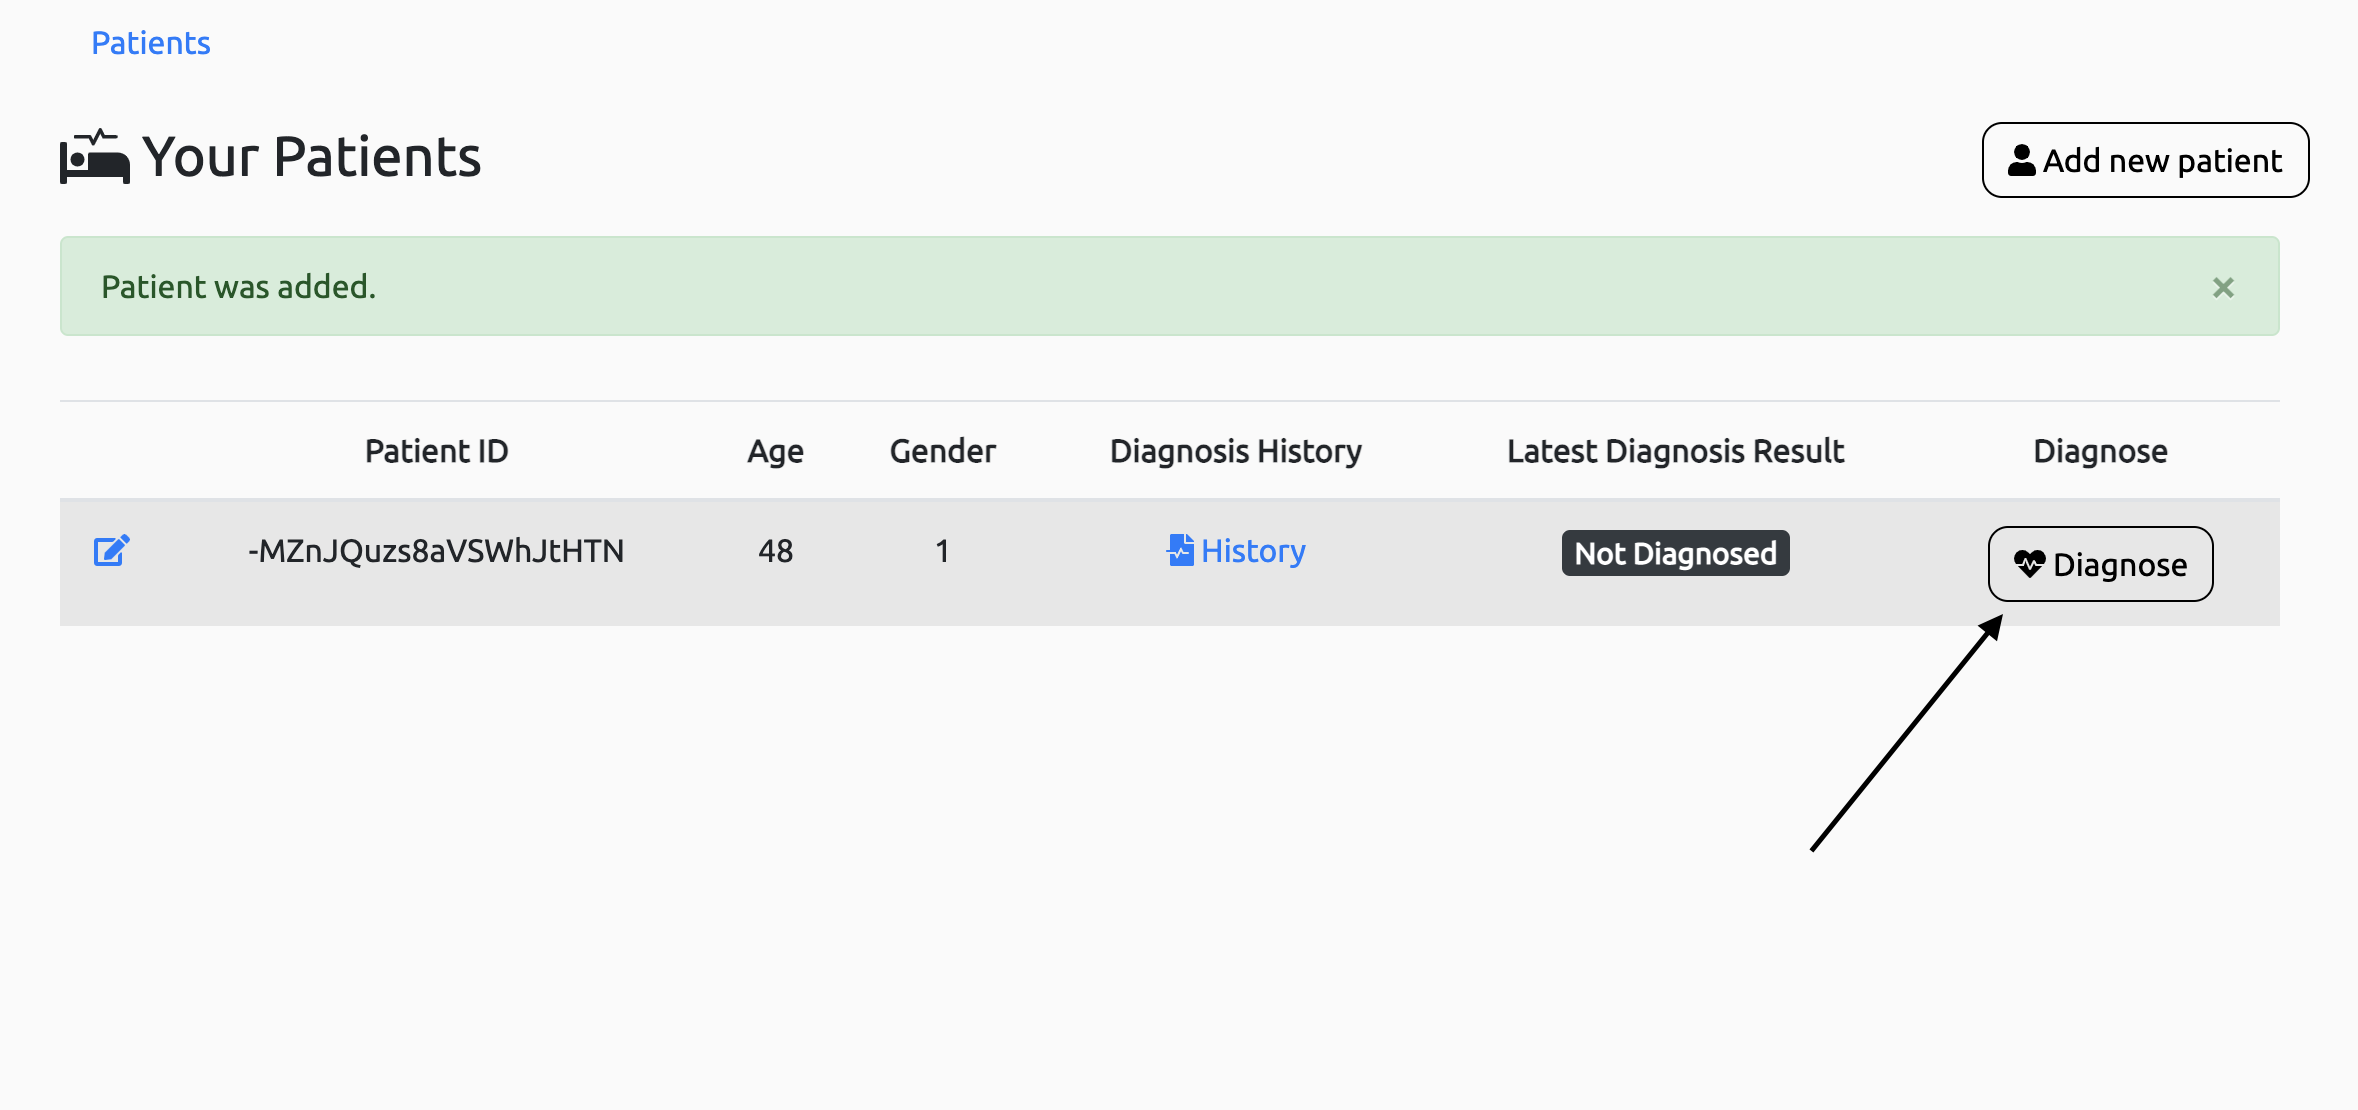 Patients
Your Patients
Add new patient
Patient was added.
×
Patient ID Age Gender Diagnosis History Latest Diagnosis Result Diagnose
-MZnJQuzs8aVSWhJtHTN 48 1 History Not Diagnosed Diagnose